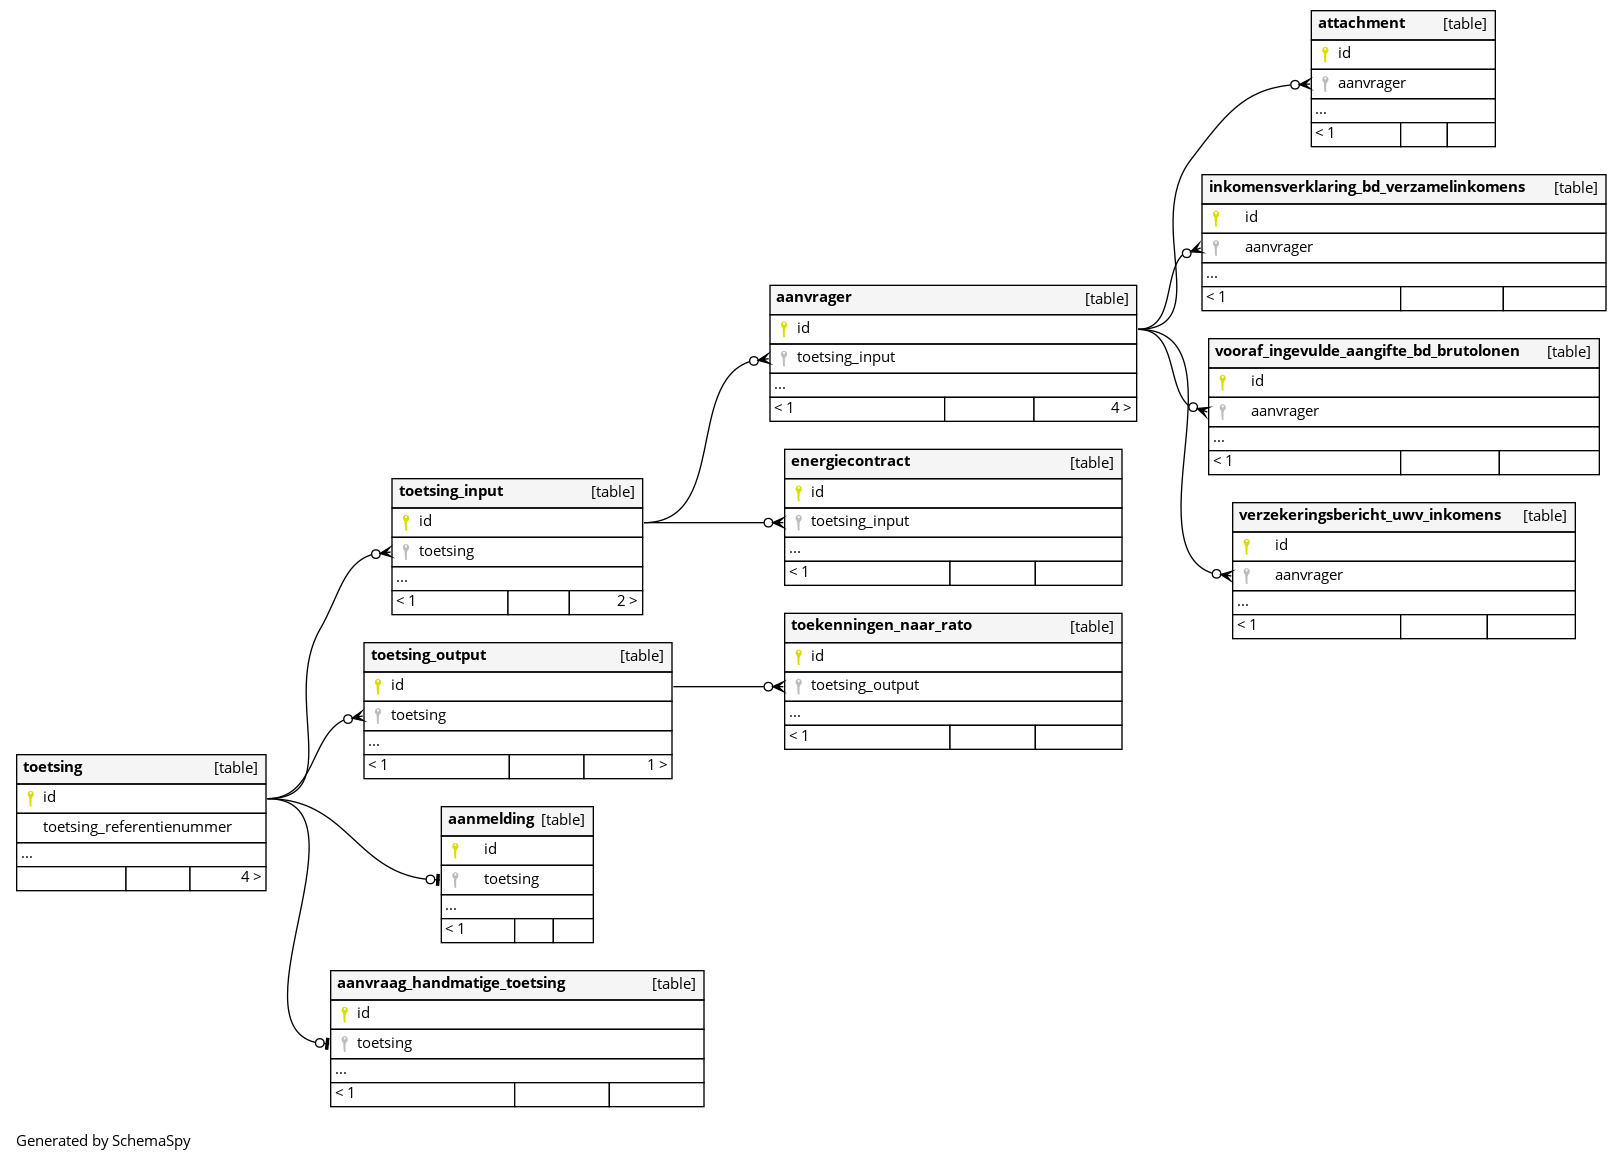 attachment [table]
id
aanvrager
...
< 1
inkomensverklaring_bd_verzamelinkomens [table]
id
aanvrager
...
< 1
aanvrager [table]
id
toetsing_input
...
< 1 4 >
vooraf_ingevulde_aangifte_bd_brutolonen [table]
id
aanvrager
...
< 1
energiecontract [table]
id
toetsing_input
...
< 1
toetsing_input [table]
id
toetsing
...
< 1 2 >
verzekeringsbericht_uwv_inkomens [table]
id
aanvrager
...
< 1
toekenningen_naar_rato [table]
id
toetsing_output
...
< 1
toetsing_output [table]
id
toetsing
...
< 1 1 >
toetsing [table]
id
toetsing_referentienummer
...
4 >
aanmelding [table]
id
toetsing
...
< 1
aanvraag_handmatige_toetsing [table]
id
toetsing
...
< 1
Generated by SchemaSpy